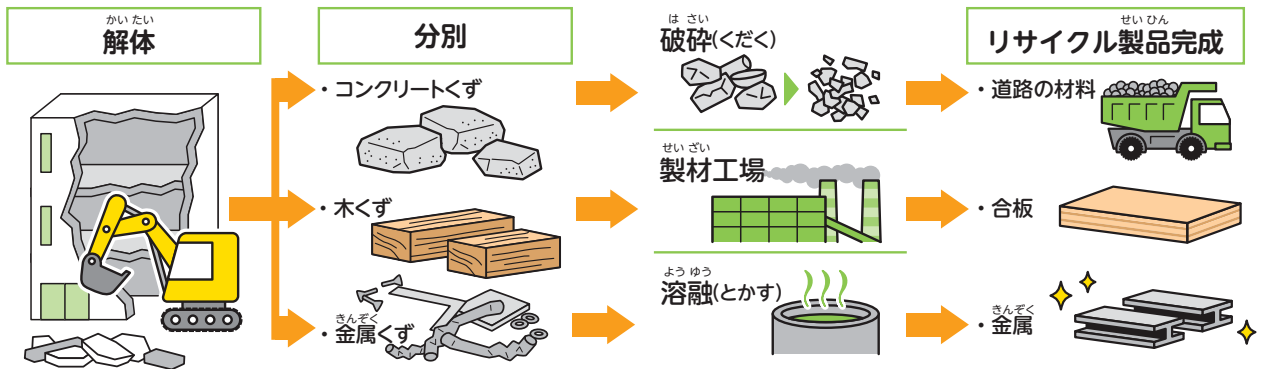 かいたい
解体
分別
はさい
破砕(くだく)
せいひん
リサイクル製品完成
・コンクリートくず
・道路の材料
せいざい
製材工場
・木くず
・合板
ようゆう
溶融(とかす)
きんぞく
・金属くず
きんぞく
・金属